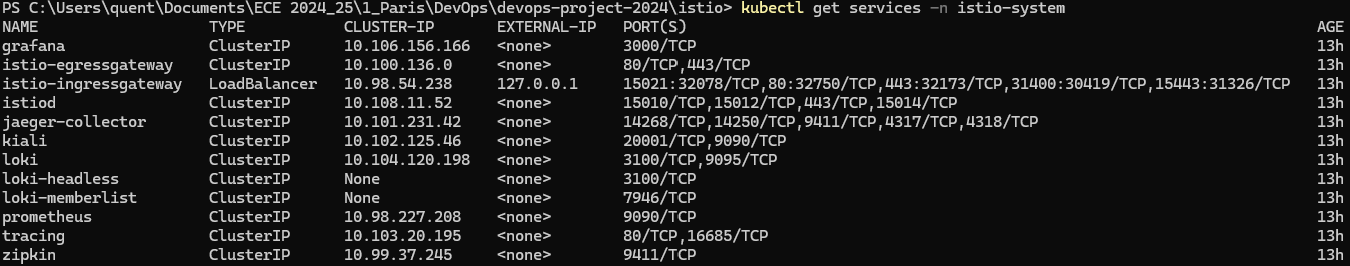 PS C:\Users\quent\Documents\ECE 2024_25\1_Paris\DevOps\devops-project-2024\istio> kubectl get services -n istio-system
NAME TYPE CLUSTER-IP EXTERNAL-IP PORT(S) AGE
grafana ClusterIP 10.106.156.166 <none> 3000/TCP 13h
istio-egressgateway ClusterIP 10.100.136.0 <none> 80/TCP,443/TCP 13h
istio-ingressgateway LoadBalancer 10.98.54.238 127.0.0.1 15021:32078/TCP,80:32750/TCP,443:32173/TCP,31400:30419/TCP,15443:31326/TCP 13h
istiod ClusterIP 10.108.11.52 <none> 15010/TCP,15012/TCP,443/TCP,15014/TCP 13h
jaeger-collector ClusterIP 10.101.231.42 <none> 14268/TCP,14250/TCP,9411/TCP,4317/TCP,4318/TCP 13h
kiali ClusterIP 10.102.125.46 <none> 20001/TCP,9090/TCP 13h
loki ClusterIP 10.104.120.198 <none> 3100/TCP,9095/TCP 13h
loki-headless ClusterIP None <none> 3100/TCP 13h
loki-memberlist ClusterIP None <none> 7946/TCP 13h
prometheus ClusterIP 10.98.227.208 <none> 9090/TCP 13h
tracing ClusterIP 10.103.20.195 <none> 80/TCP,16685/TCP 13h
zipkin ClusterIP 10.99.37.245 <none> 9411/TCP 13h